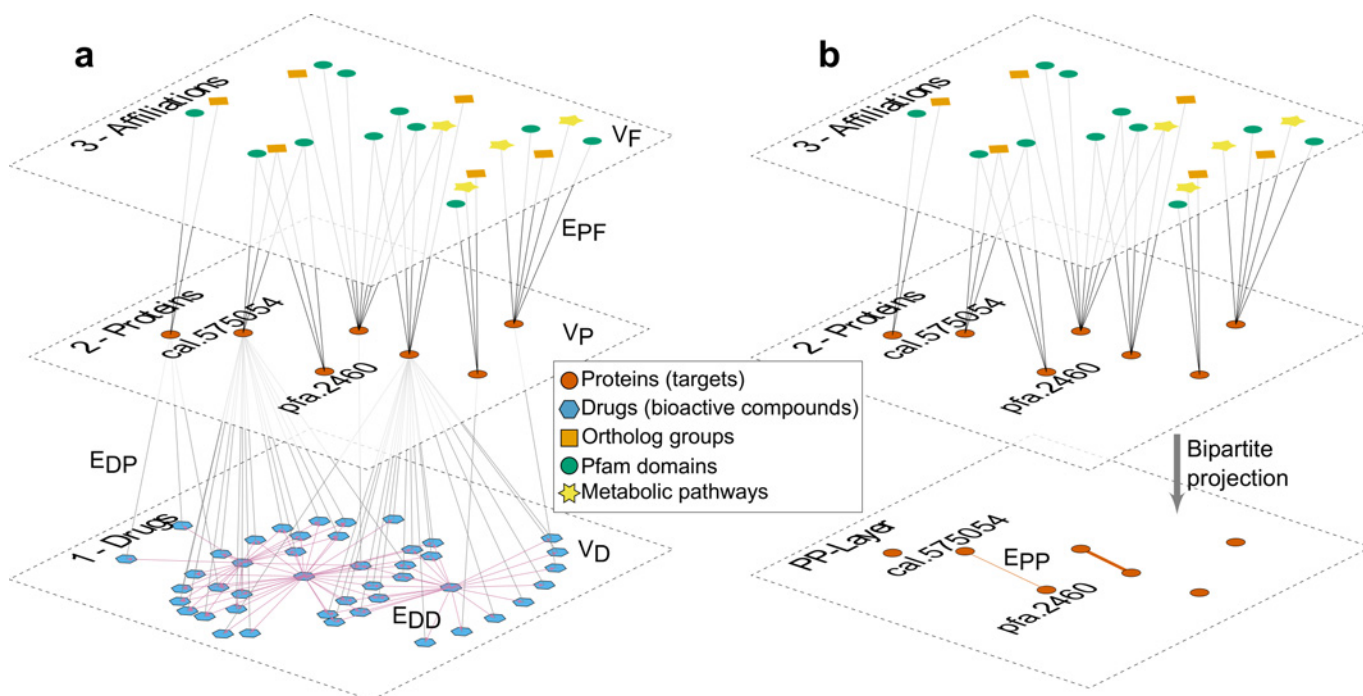 a
3 - Affiliations
VF
EPF
2 - Proteins
cal.575054
VP
pfa.2460
EDP
1 - Drugs
VD
EDD
Proteins (targets)
Drugs (bioactive compounds)
Ortholog groups
Pfam domains
Metabolic pathways
b
3 - Affiliations
2 - Proteins
cal.575054
pfa.2460
Bipartite
projection
PP-Layer
cal.575054
EPP
pfa.2460